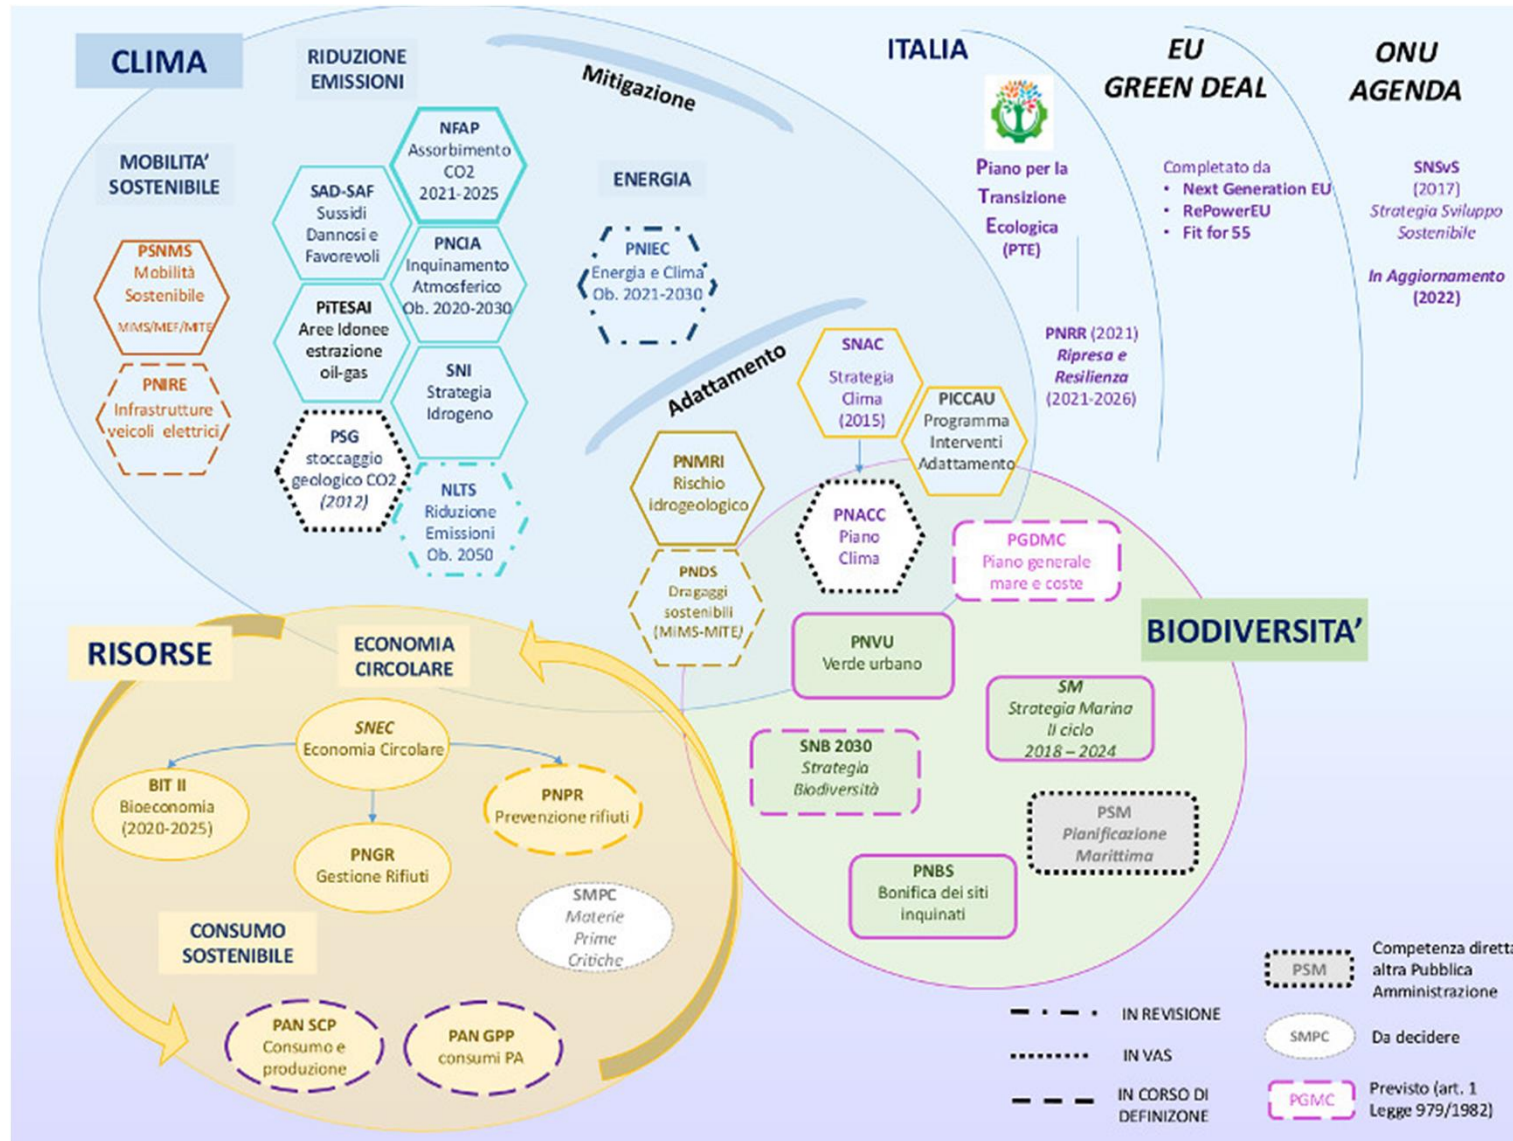 CLIMA
RIDUZIONE
EMISSIONI
Mitigazione
ITALIA
EU
GREEN DEAL
ONU
AGENDA
MOBILITA'
SOSTENIBILE
PSNMS
Mobilità
Sostenibile
MiMS/MEF/MITE
PNIRE
Infrastrutture
veicoli elettrici
NFAP
Assorbimento
CO2
2021-2025
SAD-SAF
Sussidi
Dannosi e
Favorevoli
PNCIA
Inquinamento
Atmosferico
Ob. 2020-2030
PiTESAI
Aree Idonee
estrazione
oil-gas
SNI
Strategia
Idrogeno
PSG
stoccaggio
geologico CO2
(2012)
NLTS
Riduzione
Emissioni
Ob. 2050
ENERGIA
PNIEC
Energia e Clima
Ob. 2021-2030
Adattamento
Piano per la
Transizione
Ecologica
(PTE)
PNRR (2021)
Ripresa e
Resilienza
(2021-2026)
Completato da
• Next Generation EU
• RePowerEU
• Fit for 55
SNSvS
(2017)
Strategia Sviluppo
Sostenibile
In Aggiornamento
(2022)
SNAC
Strategia
Clima
(2015)
PICCAU
Programma
Interventi
Adattamento
PNMRI
Rischio
idrogeologico
PNACC
Piano
Clima
PGDMC
Piano generale
mare e coste
PNDS
Dragaggi
sostenibili
(MiMS-MiTE)
BIODIVERSITA'
PNVU
Verde urbano
SM
Strategia Marina
II ciclo
2018 – 2024
SNB 2030
Strategia
Biodiversità
PSM
Pianificazione
Marittima
PNBS
Bonifica dei siti
inquinati
RISORSE
ECONOMIA
CIRCOLARE
SNEC
Economia Circolare
BIT II
Bioeconomia
(2020-2025)
PNPR
Prevenzione rifiuti
PNGR
Gestione Rifiuti
SMPC
Materie
Prime
Critiche
CONSUMO
SOSTENIBILE
PAN SCP
Consumo e
produzione
PAN GPP
consumi PA
IN REVISIONE
IN VAS
IN CORSO DI
DEFINIZONE
PSM
Competenza diretta
altra Pubblica
Amministrazione
SMPC
Da decidere
PGMC
Previsto (art. 1
Legge 979/1982)